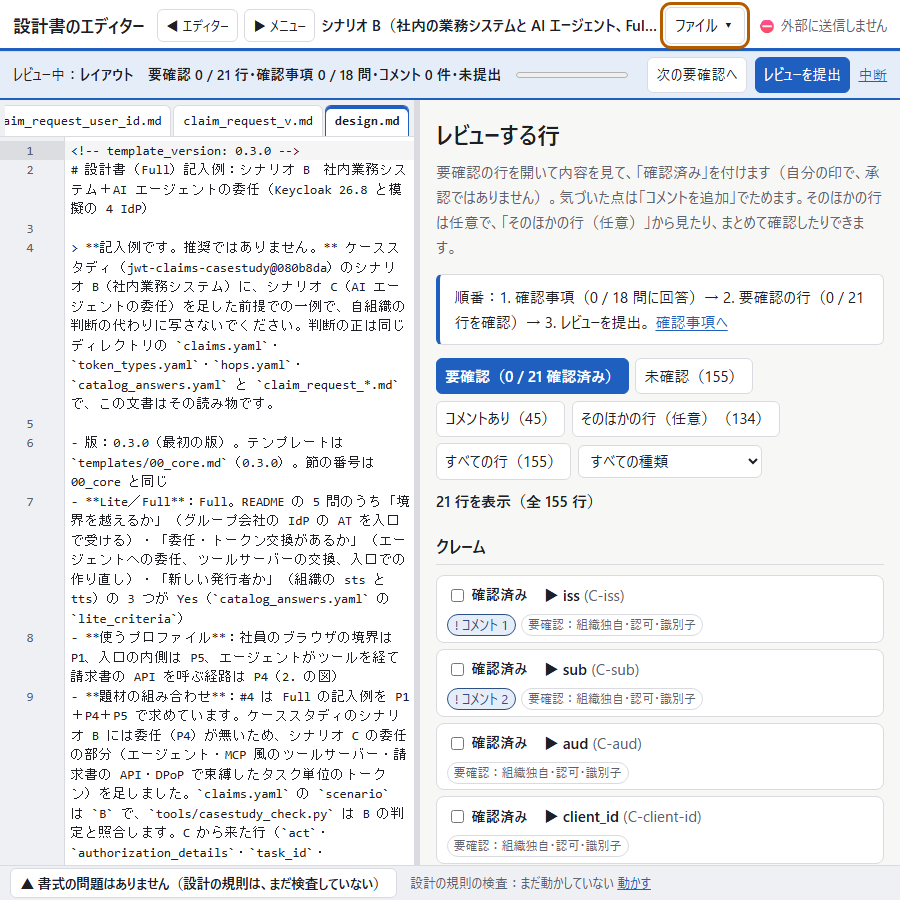 設計書のエディター ◀ エディター ▶ メニュー シナリオ B（社内の業務システムと AI エージェント、Ful... ファイル ▼ 外部に送信しません
レビュー中：レイアウト 要確認 0 / 21 行・確認事項 0 / 18 問・コメント 0 件・未提出 次の要確認へ レビューを提出 中断
aim_request_user_id.md claim_request_v.md design.md
1 <!-- template_version: 0.3.0 -->
2 # 設計書（Full）記入例：シナリオ B　社内業務シス
テム＋AI エージェントの委任（Keycloak 26.8 と模
擬の 4 IdP）
3
4 > **記入例です。推奨ではありません。** ケースス
タディ（jwt-claims-casestudy@080b8da）のシナリ
オ B（社内業務システム）に、シナリオ C（AI エー
ジェントの委任）を足した前提での一例で、自組織の
判断の代わりに写さないでください。判断の正は同じ
ディレクトリの `claims.yaml`・
`token_types.yaml`・`hops.yaml`・
`catalog_answers.yaml` と `claim_request_*.md`
で、この文書はその読み物です。
5
6 - 版：0.3.0（最初の版）。テンプレートは
`templates/00_core.md`（0.3.0）。節の番号は
00_core と同じ
7 - **Lite／Full**：Full。README の 5 問のうち「境
界を越えるか」（グループ会社の IdP の AT を入口
で受ける）・「委任・トークン交換があるか」（エー
ジェントへの委任、ツールサーバーの交換、入口での
作り直し）・「新しい発行者か」（組織の sts と
tts）の 3 つが Yes（`catalog_answers.yaml` の
`lite_criteria`）
8 - **使うプロファイル**：社員のブラウザの境界は
P1、入口の内側は P5、エージェントがツールを経て
請求書の API を呼ぶ経路は P4（2. の図）
9 - **題材の組み合わせ**：#4 は Full の記入例を P1
＋P4＋P5 で求めています。ケーススタディのシナリ
オ B には委任（P4）が無いため、シナリオ C の委任
の部分（エージェント・MCP 風のツールサーバー・請
求書の API・DPoP で束縛したタスク単位のトーク
ン）を足しました。`claims.yaml` の `scenario`
は `B` で、`tools/casestudy_check.py` は B の判
定と照合します。C から来た行（`act`・
`authorization_details`・`task_id`・
レビューする行
要確認の行を開いて内容を見て、「確認済み」を付けます（自分の印で、承
認ではありません）。気づいた点は「コメントを追加」でためます。そのほかの行
は任意で、「そのほかの行（任意）」から見たり、まとめて確認したりできま
す。
順番：1. 確認事項（0 / 18 問に回答）→ 2. 要確認の行（0 / 21
行を確認）→ 3. レビューを提出。 確認事項へ
要確認（0 / 21 確認済み） 未確認（155）
コメントあり（45） そのほかの行（任意）（134）
すべての行（155） すべての種類
21 行を表示（全 155 行）
クレーム
確認済み ▶ iss (C-iss)
! コメント 1 要確認：組織独自・認可・識別子
確認済み ▶ sub (C-sub)
! コメント 2 要確認：組織独自・認可・識別子
確認済み ▶ aud (C-aud)
要確認：組織独自・認可・識別子
確認済み ▶ client_id (C-client-id)
要確認：組織独自・認可・識別子
▲ 書式の問題はありません（設計の規則は、まだ検査していない） 設計の規則の検査：まだ動かしていない 動かす